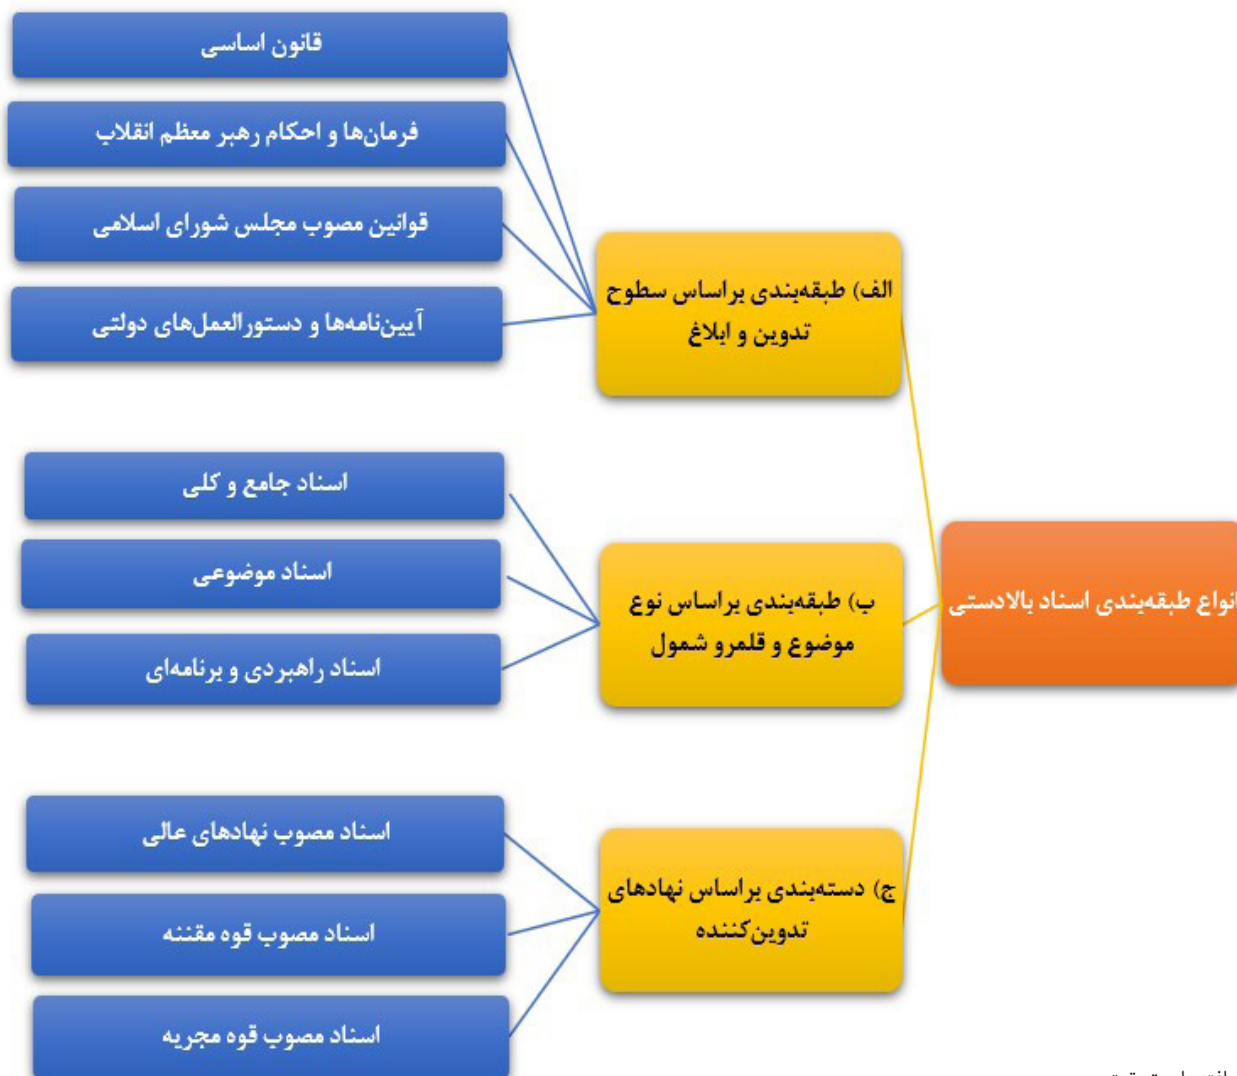 انواع طبقه‌بندی اسناد بالادستی
الف) طبقه‌بندی براساس سطوح
تدوین و ابلاغ
قانون اساسی
فرمان‌ها و احکام رهبر معظم انقلاب
قوانین مصوب مجلس شورای اسلامی
آیین‌نامه‌ها و دستورالعمل‌های دولتی
ب) طبقه‌بندی براساس نوع
موضوع و قلمرو شمول
اسناد جامع و کلی
اسناد موضوعی
اسناد راهبردی و برنامه‌ای
ج) دسته‌بندی براساس نهادهای
تدوین‌کننده
اسناد مصوب نهادهای عالی
اسناد مصوب قوه مقننه
اسناد مصوب قوه مجریه